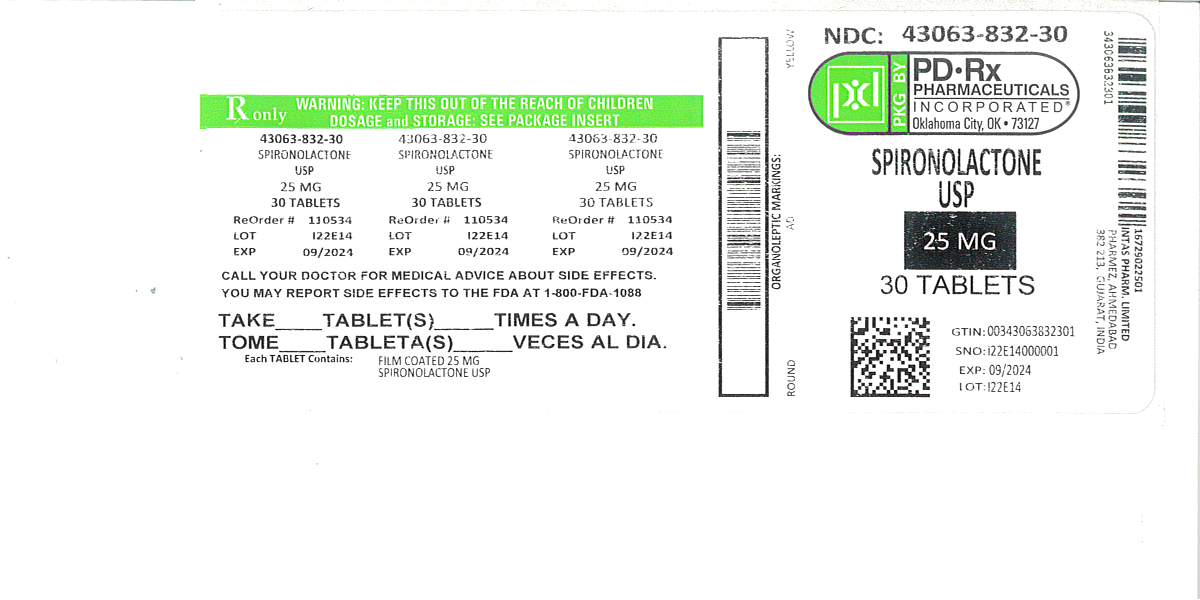 Rx only
WARNING: KEEP THIS OUT OF THE REACH OF CHILDREN
DOSAGE and STORAGE: SEE PACKAGE INSERT
43063-832-30 43063-832-30 43063-832-30
SPIRONOLACTONE SPIRONOLACTONE SPIRONOLACTONE
USP USP USP
25 MG 25 MG 25 MG
30 TABLETS 30 TABLETS 30 TABLETS
ReOrder # 110534 ReOrder # 110534 ReOrder # 110534
LOT I22E14 LOT I22E14 LOT I22E14
EXP 09/2024 EXP 09/2024 EXP 09/2024
CALL YOUR DOCTOR FOR MEDICAL ADVICE ABOUT SIDE EFFECTS.
YOU MAY REPORT SIDE EFFECTS TO THE FDA AT 1-800-FDA-1088
TAKE____TABLET(S)_____TIMES A DAY.
TOME____TABLETA(S)_____VECES AL DIA.
Each TABLET Contains: FILM COATED 25 MG
SPIRONOLACTONE USP
ORGANOLEPTIC MARKINGS:
ROUND AD YELLOW
NDC: 43063-832-30
PKG BY
PD·Rx
PHARMACEUTICALS
INCORPORATED®
Oklahoma City, OK • 73127
SPIRONOLACTONE
USP
25 MG
30 TABLETS
GTIN: 00343063832301
SNO: I22E14000001
EXP: 09/2024
LOT: I22E14
343063832301
16729022501
INTAS PHARM. LIMITED
PHARMEZ, AHMEDABAD
382 213, GUJARAT, INDIA